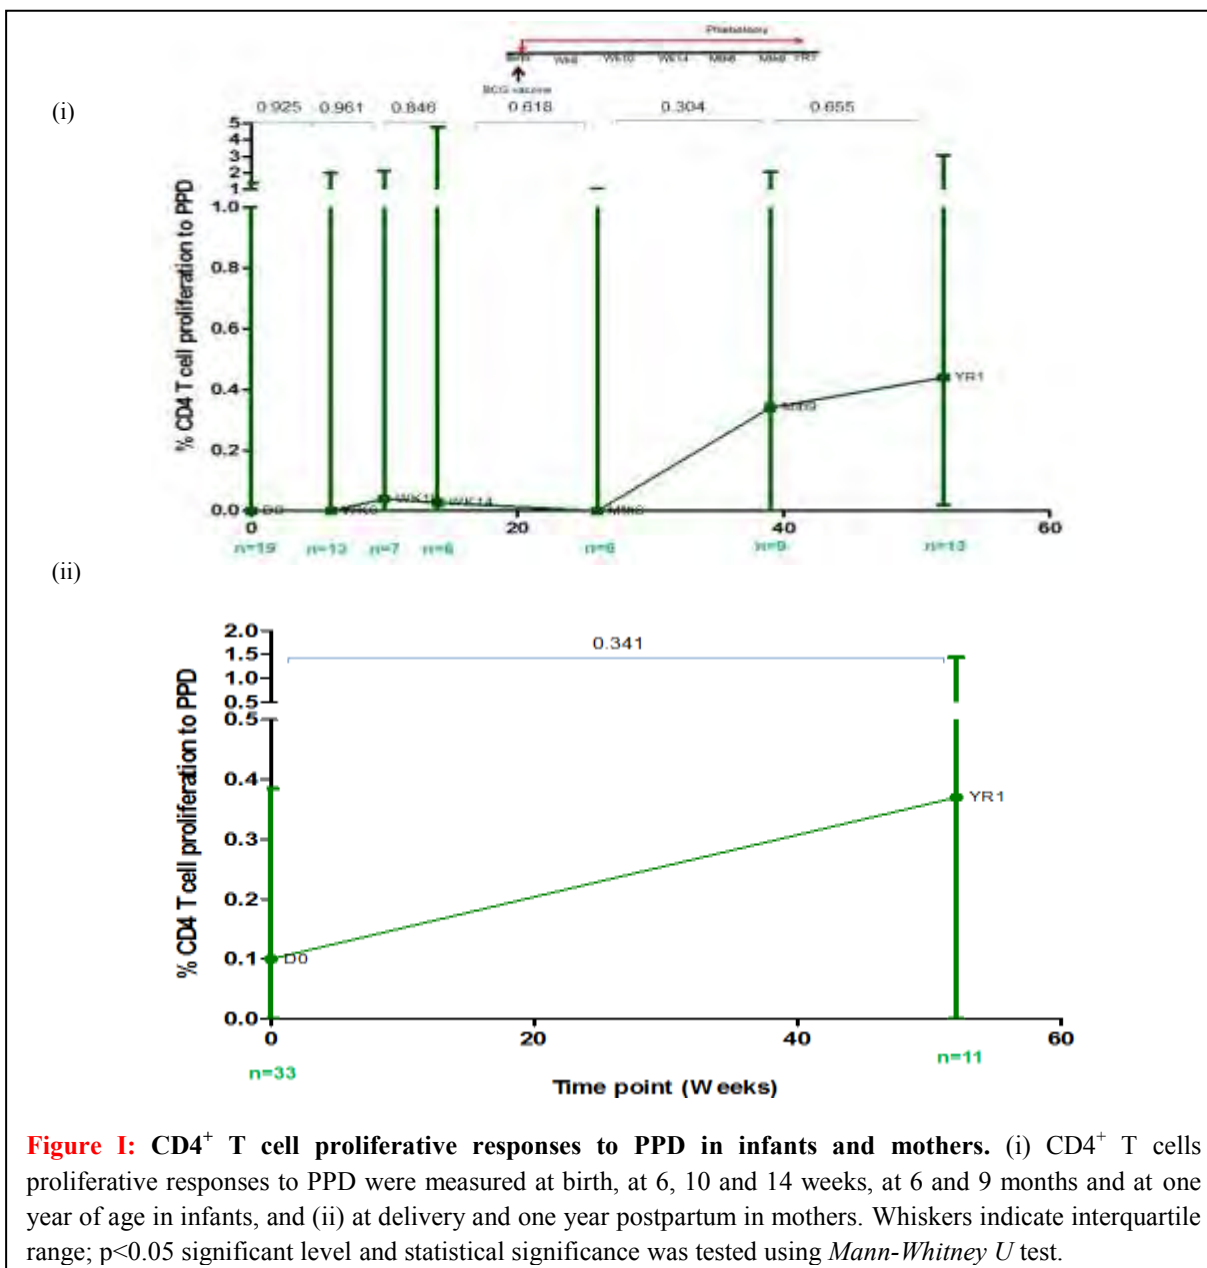 Phlebotomy
Birth Wk6 Wk10 Wk14 Mth6 Mth9 YR1
BCG vaccine
(i)
0.925 0.961 0.846 0.618 0.304 0.655
% CD4 T cell proliferation to PPD
5
4
3
2
1
1.0
0.8
0.6
0.4
0.2
0.0
D0 WK6 WK10 WK14 Mth6 Mth9 YR1
0 20 40 60
n=19 n=13 n=7 n=6 n=6 n=9 n=13
(ii)
0.341
% CD4 T cell proliferation to PPD
2.0
1.5
1.0
0.5
0.5
0.4
0.3
0.2
0.1
0.0
D0 YR1
0 20 40 60
n=33 n=11
Time point (Weeks)
Figure I: CD4⁺ T cell proliferative responses to PPD in infants and mothers. (i) CD4⁺ T cells
proliferative responses to PPD were measured at birth, at 6, 10 and 14 weeks, at 6 and 9 months and at one
year of age in infants, and (ii) at delivery and one year postpartum in mothers. Whiskers indicate interquartile
range; p<0.05 significant level and statistical significance was tested using Mann-Whitney U test.